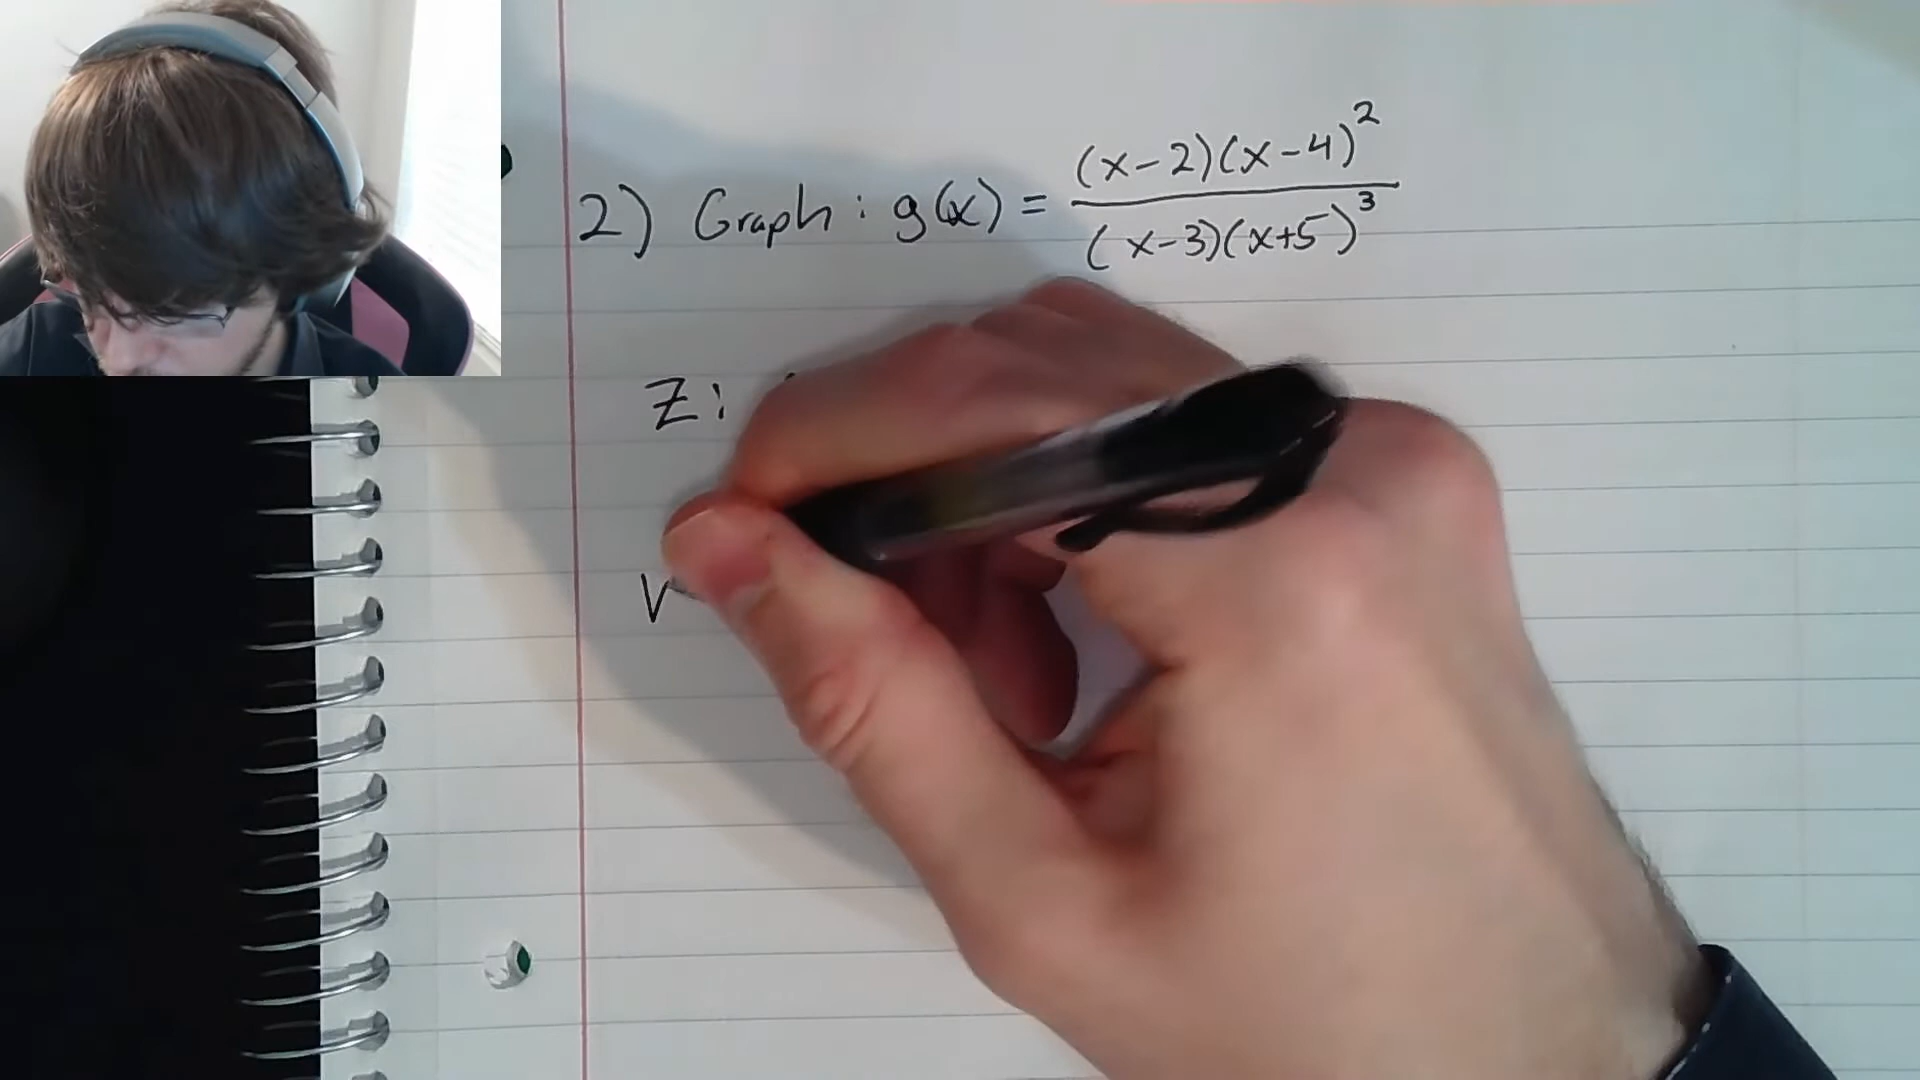 2) Graph : g(x) = (x-2)(x-4)^2 / (x-3)(x+5)^3
Z:
V